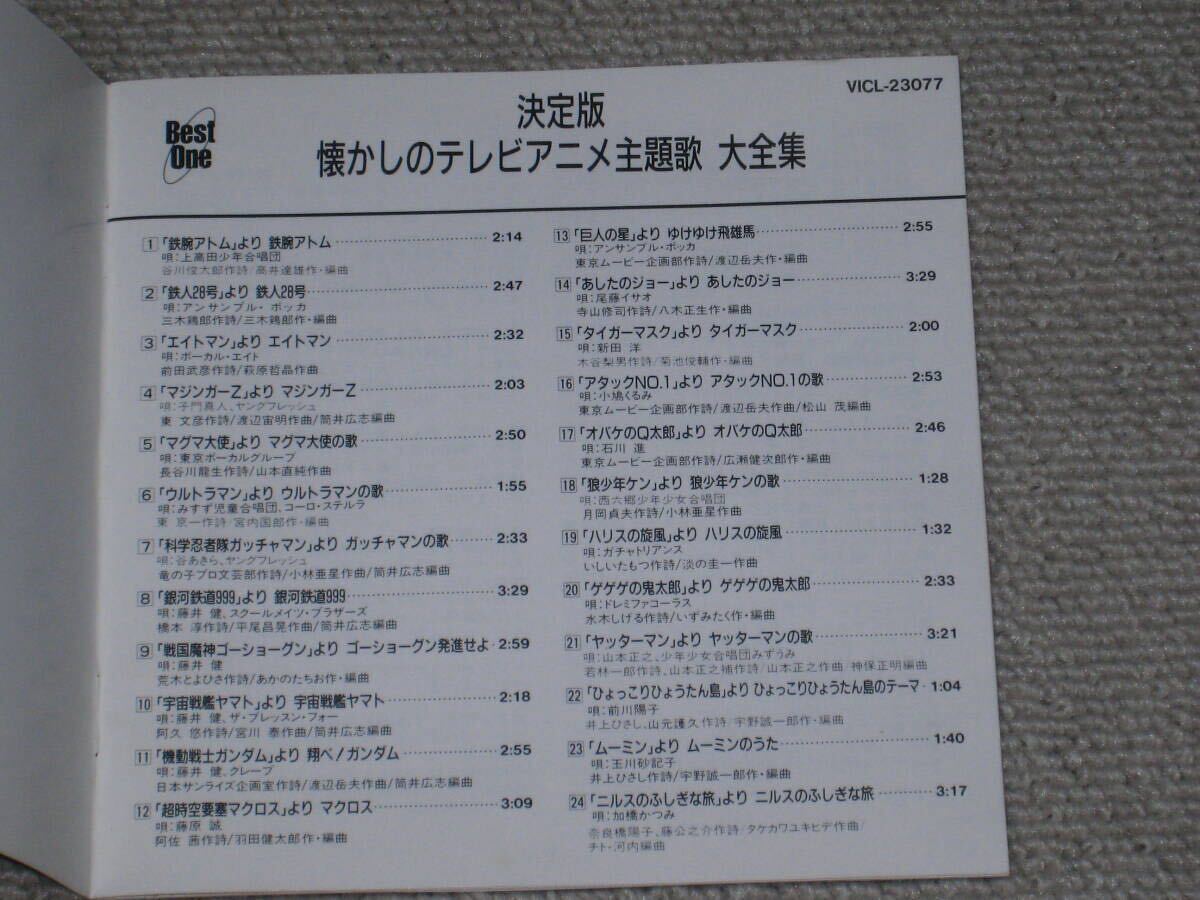 VICL-23077
Best
One
決定版
懐かしのテレビアニメ主題歌 大全集
1 「鉄腕アトム」より 鉄腕アトム 2:14
唄:上高田少年合唱団
谷川俊太郎作詩/高井達雄作・編曲
2 「鉄人28号」より 鉄人28号 2:47
唄:アンサンブル・ボッカ
三木鶏郎作詩/三木鶏郎作・編曲
3 「エイトマン」より エイトマン 2:32
唄:ボーカル・エイト
前田武彦作詩/萩原哲晶作曲
4 「マジンガーZ」より マジンガーZ 2:03
唄:子門真人、ヤングフレッシュ
東 文彦作詩/渡辺宙明作曲/筒井広志編曲
5 「マグマ大使」より マグマ大使の歌 2:50
唄:東京ボーカルグループ
長谷川龍生作詩/山本直純作曲
6 「ウルトラマン」より ウルトラマンの歌 1:55
唄:みすず児童合唱団、コーロ・ステルラ
東 京一作詩/宮内国郎作・編曲
7 「科学忍者隊ガッチャマン」より ガッチャマンの歌 2:33
唄:谷あきら、ヤングフレッシュ
竜の子プロ文芸部作詩/小林亜星作曲/筒井広志編曲
8 「銀河鉄道999」より 銀河鉄道999 3:29
唄:藤井 健、スクールメイツ・ブラザーズ
橋本 淳作詩/平尾昌晃作曲/筒井広志編曲
9 「戦国魔神ゴーショーグン」より ゴーショーグン発進せよ 2:59
唄:藤井 健
荒木とよひさ作詩/あかのたちお作・編曲
10 「宇宙戦艦ヤマト」より 宇宙戦艦ヤマト 2:18
唄:藤井 健、ザ・ブレッスン・フォー
阿久 悠作詩/宮川 泰作曲/筒井広志編曲
11 「機動戦士ガンダム」より 翔べ!ガンダム 2:55
唄:藤井 健、クレープ
日本サンライズ企画室作詩/渡辺岳夫作曲/筒井広志編曲
12 「超時空要塞マクロス」より マクロス 3:09
唄:藤原 誠
阿佐 茜作詩/羽田健太郎作・編曲
13 「巨人の星」より ゆけゆけ飛雄馬 2:55
唄:アンサンブル・ボッカ
東京ムービー企画部作詩/渡辺岳夫作・編曲
14 「あしたのジョー」より あしたのジョー 3:29
唄:尾藤イサオ
寺山修司作詩/八木正生作・編曲
15 「タイガーマスク」より タイガーマスク 2:00
唄:新田 洋
木谷梨男作詩/菊池俊輔作・編曲
16 「アタックNO.1」より アタックNO.1の歌 2:53
唄:小鳩くるみ
東京ムービー企画部作詩/渡辺岳夫作曲/松山 茂編曲
17 「オバケのQ太郎」より オバケのQ太郎 2:46
唄:石川 進
東京ムービー企画部作詩/広瀬健次郎作・編曲
18 「狼少年ケン」より 狼少年ケンの歌 1:28
唄:西六郷少年少女合唱団
月岡貞夫作詩/小林亜星作曲
19 「ハリスの旋風」より ハリスの旋風 1:32
唄:ガチャトリアンス
いしいたもつ作詩/淡の圭一作曲
20 「ゲゲゲの鬼太郎」より ゲゲゲの鬼太郎 2:33
唄:ドレミファコーラス
水木しげる作詩/いずみたく作・編曲
21 「ヤッターマン」より ヤッターマンの歌 3:21
唄:山本正之、少年少女合唱団みずうみ
若林一郎作詩、山本正之補作詩/山本正之作曲 神保正明編曲
22 「ひょっこりひょうたん島」より ひょっこりひょうたん島のテーマ 1:04
唄:前川陽子
井上ひさし、山元護久作詩/宇野誠一郎作・編曲
23 「ムーミン」より ムーミンのうた 1:40
唄:玉川砂記子
井上ひさし作詩/宇野誠一郎作・編曲
24 「ニルスのふしぎな旅」より ニルスのふしぎな旅 3:17
唄:加橋かつみ
奈良橋陽子、藤公之介作詩/タケカワユキヒデ作曲/
チト・河内編曲